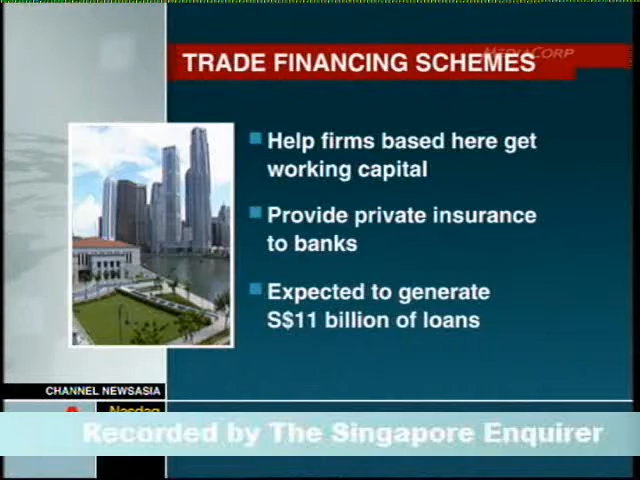 MEDIACORP
TRADE FINANCING SCHEMES
Help firms based here get
working capital
Provide private insurance
to banks
Expected to generate
S$11 billion of loans
CHANNEL NEWSASIA
Nasdaq
Recorded by The Singapore Enquirer